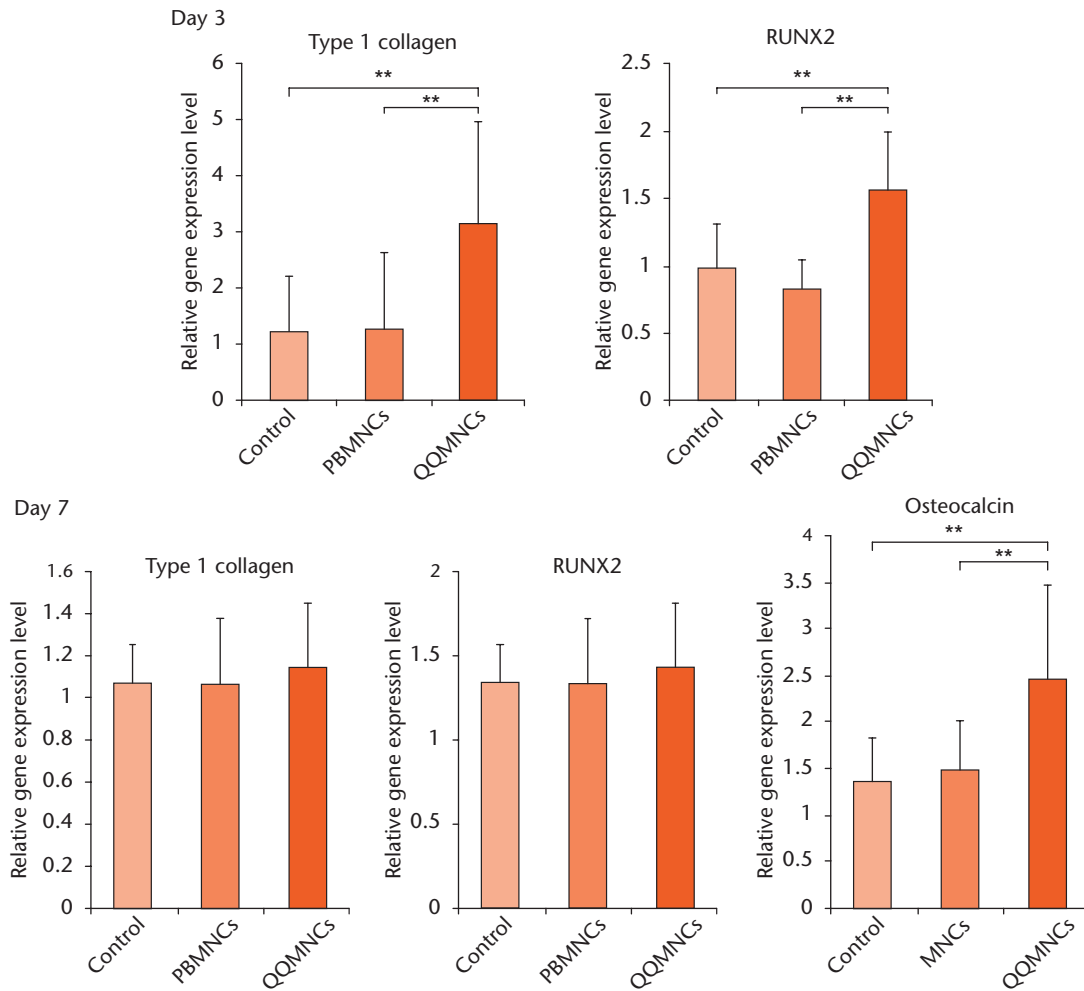 Day 3
Type 1 collagen
Relative gene expression level
6
5
4
3
2
1
0
**
**
Control
PBMNCs
QQMNCs
RUNX2
Relative gene expression level
2.5
2
1.5
1
0.5
0
**
**
Control
PBMNCs
QQMNCs
Day 7
Type 1 collagen
Relative gene expression level
1.6
1.4
1.2
1
0.8
0.6
0.4
0.2
0
Control
PBMNCs
QQMNCs
RUNX2
Relative gene expression level
2
1.5
1
0.5
0
Control
PBMNCs
QQMNCs
Osteocalcin
Relative gene expression level
4
3.5
3
2.5
2
1.5
1
0.5
0
**
**
Control
MNCs
QQMNCs